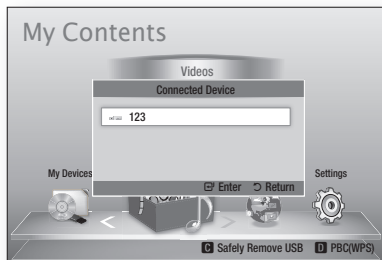 My Contents
Videos
Connected Device
123
My Devices
Settings
Enter
Return
C Safely Remove USB
D PBC(WPS)